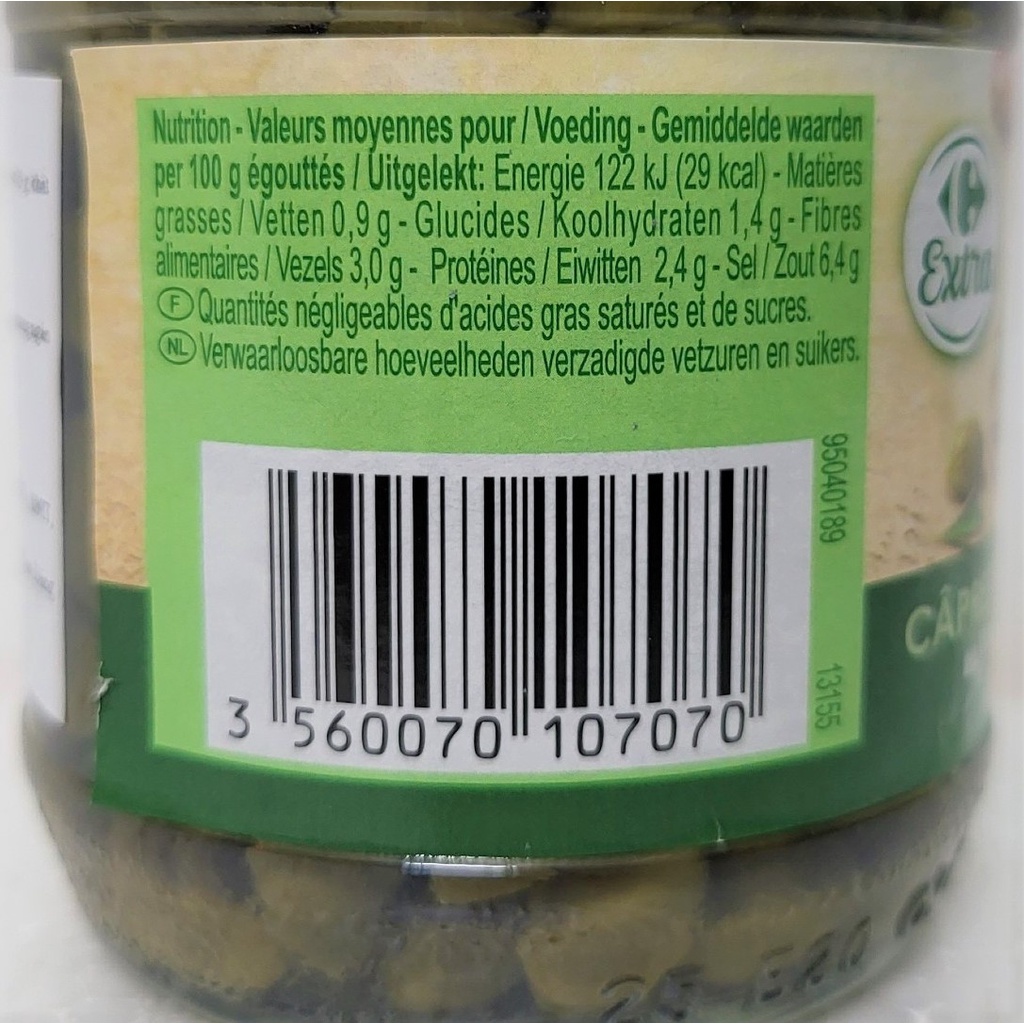 Nutrition - Valeurs moyennes pour / Voeding - Gemiddelde waarden
per 100 g égouttés / Uitgelekt: Energie 122 kJ (29 kcal) - Matières
grasses / Vetten 0,9 g - Glucides / Koolhydraten 1,4 g - Fibres
alimentaires / Vezels 3,0 g - Protéines / Eiwitten 2,4 g - Sel / Zout 6,4 g
F Quantités négligeables d'acides gras saturés et de sucres.
NL Verwaarloosbare hoeveelheden verzadigde vetzuren en suikers.
Extra
95040189
13155
3 560070 107070